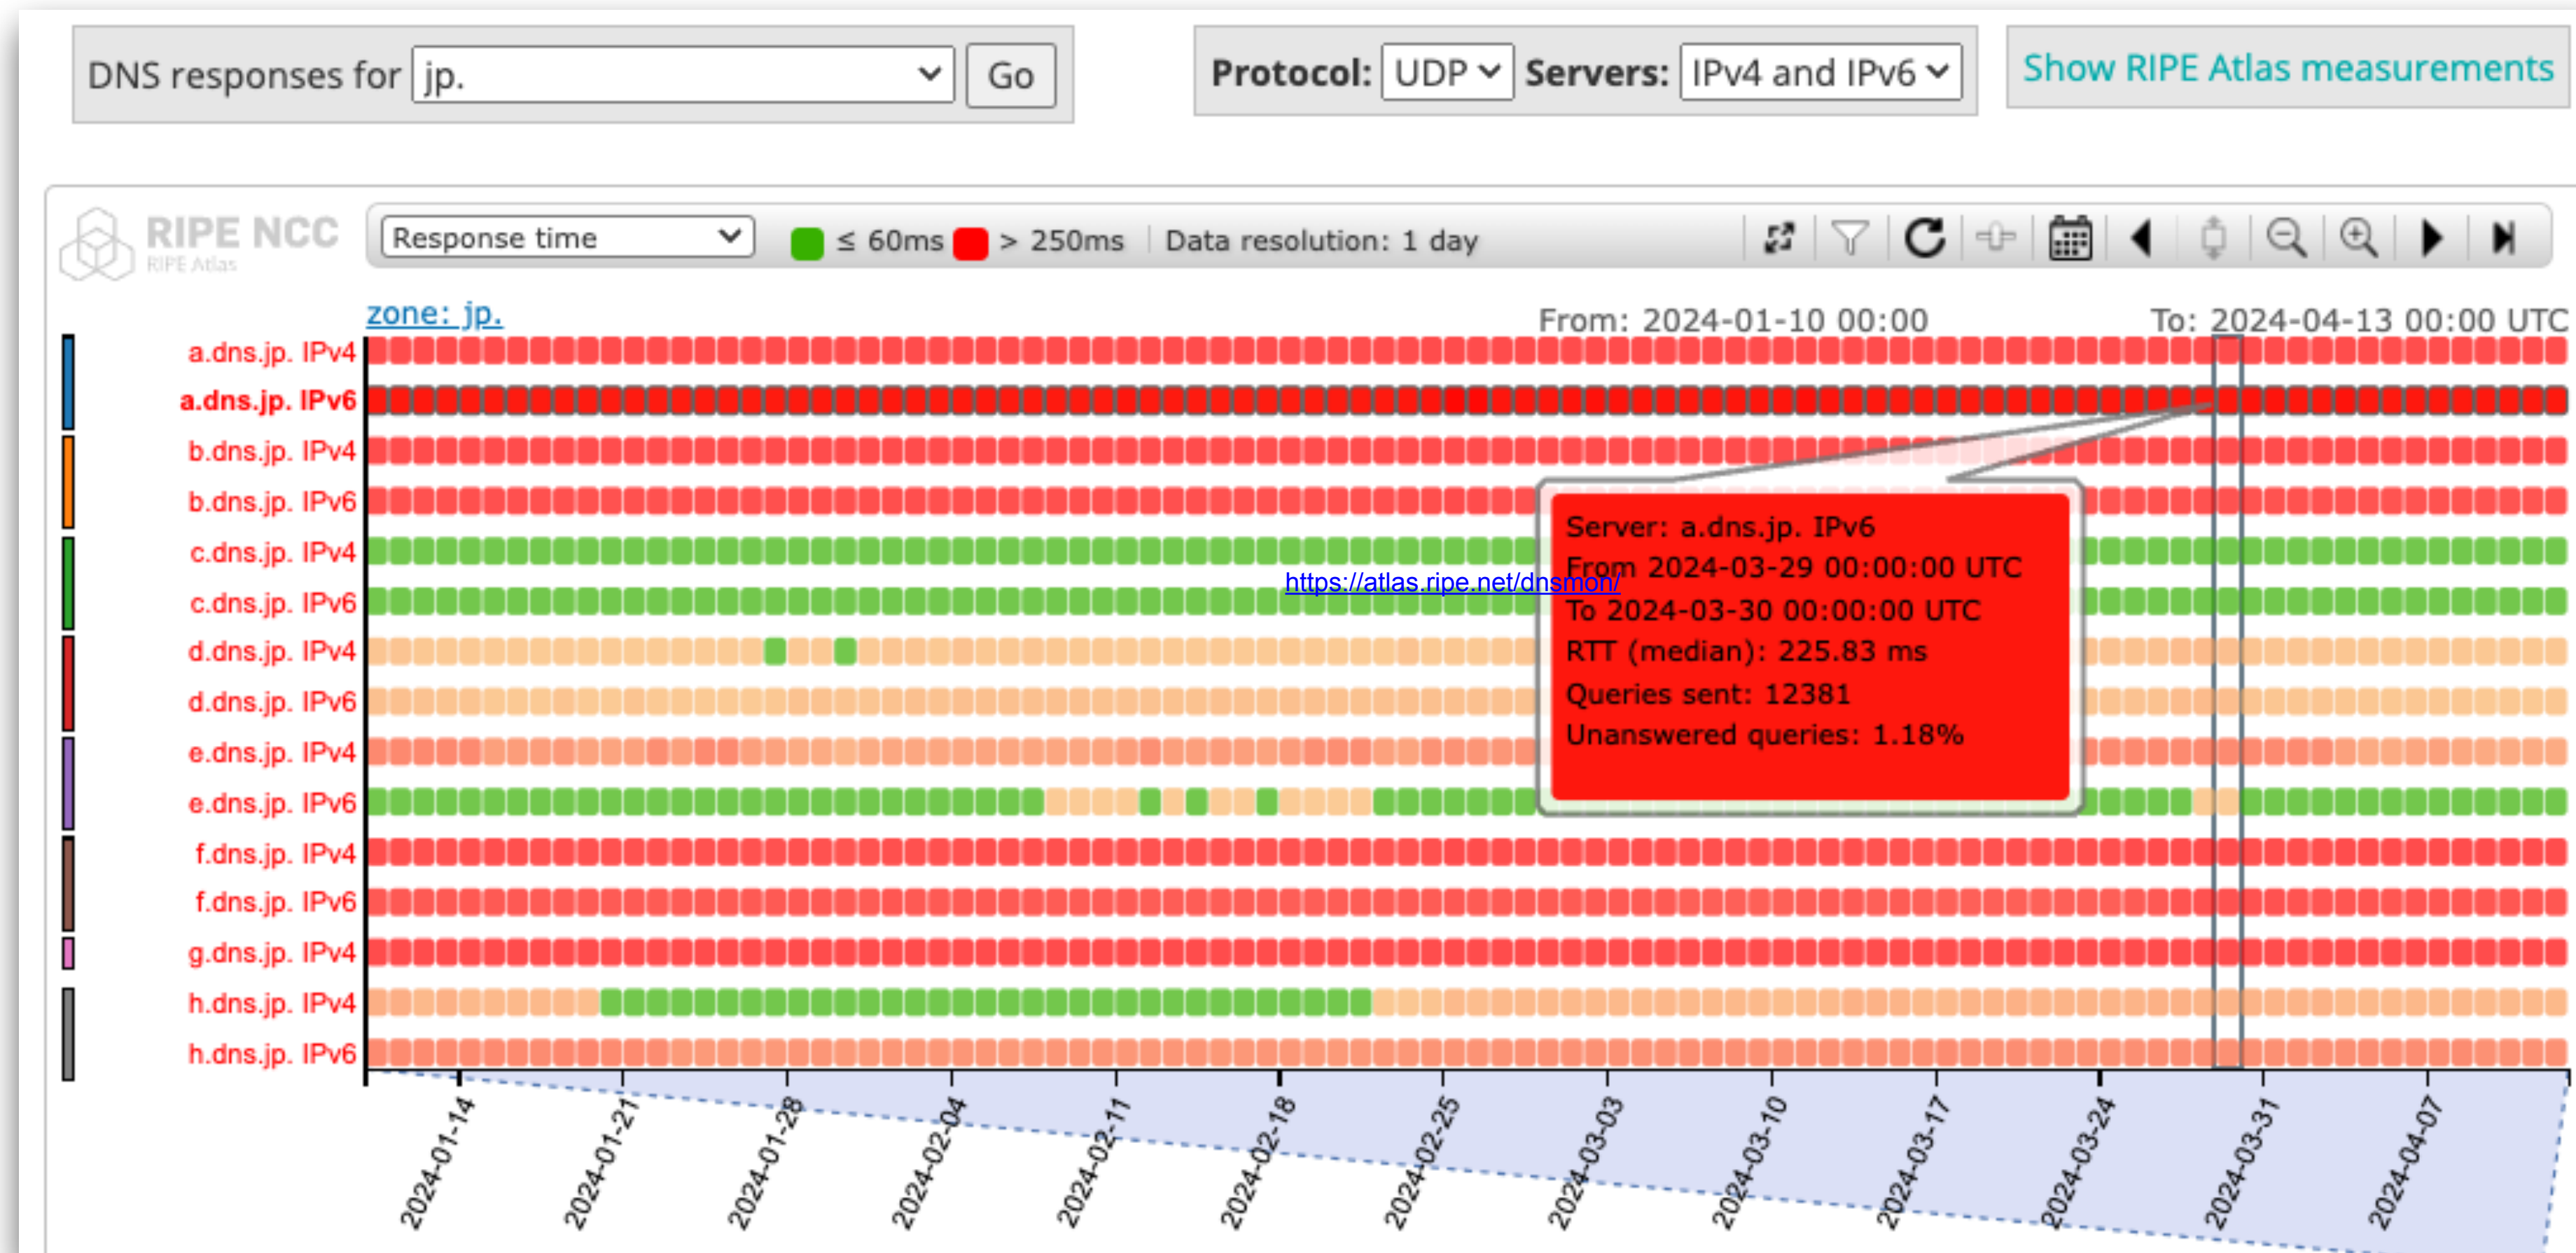 DNS responses for jp. Go Protocol: UDP Servers: IPv4 and IPv6 Show RIPE Atlas measurements
RIPE NCC
RIPE Atlas
Response time ≤ 60ms > 250ms Data resolution: 1 day
zone: jp. From: 2024-01-10 00:00 To: 2024-04-13 00:00 UTC
a.dns.jp. IPv4
a.dns.jp. IPv6
b.dns.jp. IPv4
b.dns.jp. IPv6
c.dns.jp. IPv4
c.dns.jp. IPv6
d.dns.jp. IPv4
d.dns.jp. IPv6
e.dns.jp. IPv4
e.dns.jp. IPv6
f.dns.jp. IPv4
f.dns.jp. IPv6
g.dns.jp. IPv4
h.dns.jp. IPv4
h.dns.jp. IPv6
Server: a.dns.jp. IPv6
From 2024-03-29 00:00:00 UTC
https://atlas.ripe.net/dnsmon/
To 2024-03-30 00:00:00 UTC
RTT (median): 225.83 ms
Queries sent: 12381
Unanswered queries: 1.18%
2024-01-14
2024-01-21
2024-01-28
2024-02-04
2024-02-11
2024-02-18
2024-02-25
2024-03-03
2024-03-10
2024-03-17
2024-03-24
2024-03-31
2024-04-07